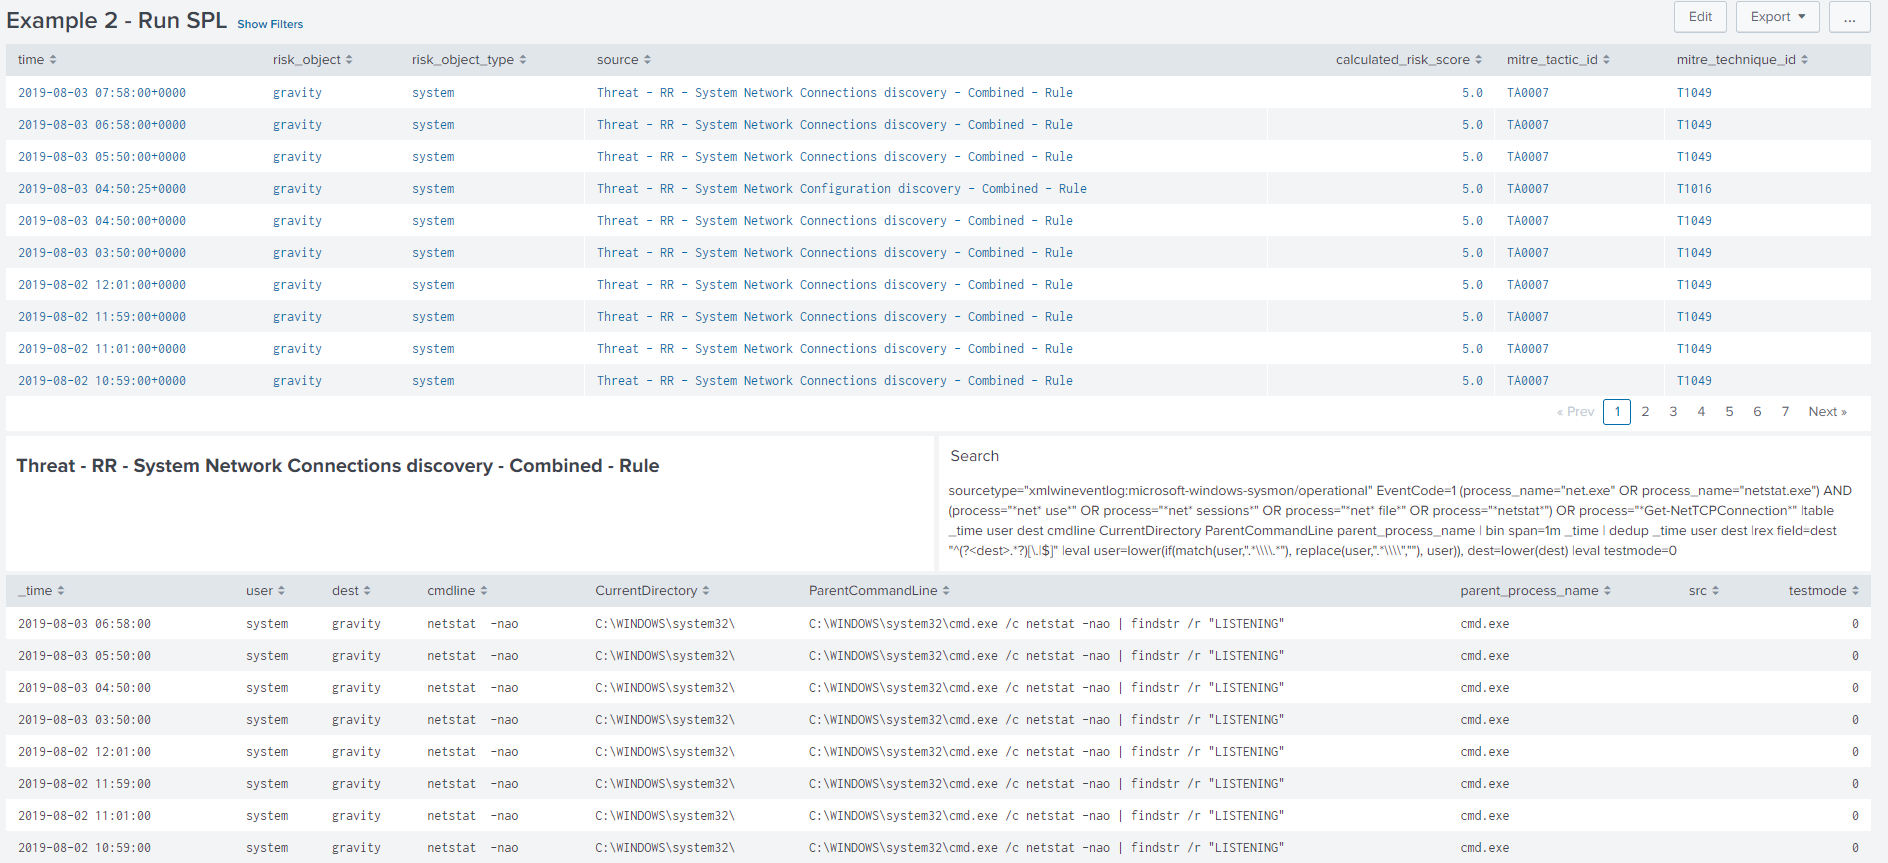 Example 2 - Run SPL Show Filters Edit Export ...
time risk_object risk_object_type source calculated_risk_score mitre_tactic_id mitre_technique_id
2019-08-03 07:58:00+0000 gravity system Threat - RR - System Network Connections discovery - Combined - Rule 5.0 TA0007 T1049
2019-08-03 06:58:00+0000 gravity system Threat - RR - System Network Connections discovery - Combined - Rule 5.0 TA0007 T1049
2019-08-03 05:50:00+0000 gravity system Threat - RR - System Network Connections discovery - Combined - Rule 5.0 TA0007 T1049
2019-08-03 04:50:25+0000 gravity system Threat - RR - System Network Configuration discovery - Combined - Rule 5.0 TA0007 T1016
2019-08-03 04:50:00+0000 gravity system Threat - RR - System Network Connections discovery - Combined - Rule 5.0 TA0007 T1049
2019-08-03 03:50:00+0000 gravity system Threat - RR - System Network Connections discovery - Combined - Rule 5.0 TA0007 T1049
2019-08-02 12:01:00+0000 gravity system Threat - RR - System Network Connections discovery - Combined - Rule 5.0 TA0007 T1049
2019-08-02 11:59:00+0000 gravity system Threat - RR - System Network Connections discovery - Combined - Rule 5.0 TA0007 T1049
2019-08-02 11:01:00+0000 gravity system Threat - RR - System Network Connections discovery - Combined - Rule 5.0 TA0007 T1049
2019-08-02 10:59:00+0000 gravity system Threat - RR - System Network Connections discovery - Combined - Rule 5.0 TA0007 T1049
« Prev 1 2 3 4 5 6 7 Next »
Threat - RR - System Network Connections discovery - Combined - Rule
Search
sourcetype="xmlwineventlog:microsoft-windows-sysmon/operational" EventCode=1 (process_name="net.exe" OR process_name="netstat.exe") AND
(process="*net* use*" OR process="*net* sessions*" OR process="*net* file*" OR process="*netstat*") OR process="*Get-NetTCPConnection*" |table
_time user dest cmdline CurrentDirectory ParentCommandLine parent_process_name | bin span=1m _time | dedup _time user dest |rex field=dest
"^(?<dest>.*?)[\.|$]" |eval user=lower(if(match(user,".*\\\\.*"), replace(user,".*\\\\",""), user)), dest=lower(dest) |eval testmode=0
_time user dest cmdline CurrentDirectory ParentCommandLine parent_process_name src testmode
2019-08-03 06:58:00 system gravity netstat -nao C:\WINDOWS\system32\ C:\WINDOWS\system32\cmd.exe /c netstat -nao | findstr /r "LISTENING" cmd.exe 0
2019-08-03 05:50:00 system gravity netstat -nao C:\WINDOWS\system32\ C:\WINDOWS\system32\cmd.exe /c netstat -nao | findstr /r "LISTENING" cmd.exe 0
2019-08-03 04:50:00 system gravity netstat -nao C:\WINDOWS\system32\ C:\WINDOWS\system32\cmd.exe /c netstat -nao | findstr /r "LISTENING" cmd.exe 0
2019-08-03 03:50:00 system gravity netstat -nao C:\WINDOWS\system32\ C:\WINDOWS\system32\cmd.exe /c netstat -nao | findstr /r "LISTENING" cmd.exe 0
2019-08-02 12:01:00 system gravity netstat -nao C:\WINDOWS\system32\ C:\WINDOWS\system32\cmd.exe /c netstat -nao | findstr /r "LISTENING" cmd.exe 0
2019-08-02 11:59:00 system gravity netstat -nao C:\WINDOWS\system32\ C:\WINDOWS\system32\cmd.exe /c netstat -nao | findstr /r "LISTENING" cmd.exe 0
2019-08-02 11:01:00 system gravity netstat -nao C:\WINDOWS\system32\ C:\WINDOWS\system32\cmd.exe /c netstat -nao | findstr /r "LISTENING" cmd.exe 0
2019-08-02 10:59:00 system gravity netstat -nao C:\WINDOWS\system32\ C:\WINDOWS\system32\cmd.exe /c netstat -nao | findstr /r "LISTENING" cmd.exe 0